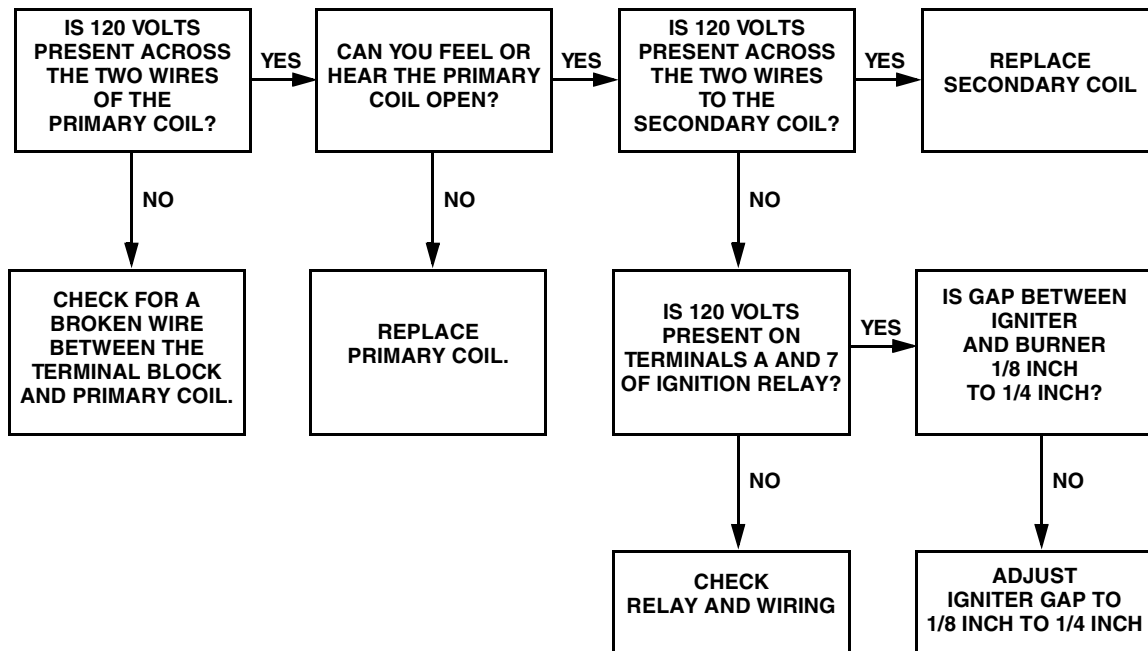 IS 120 VOLTS
PRESENT ACROSS
THE TWO WIRES
OF THE
PRIMARY COIL?
YES
CAN YOU FEEL OR
HEAR THE PRIMARY
COIL OPEN?
YES
IS 120 VOLTS
PRESENT ACROSS
THE TWO WIRES
TO THE
SECONDARY COIL?
YES
REPLACE
SECONDARY COIL
NO
NO
NO
CHECK FOR A
BROKEN WIRE
BETWEEN THE
TERMINAL BLOCK
AND PRIMARY COIL.
REPLACE
PRIMARY COIL.
IS 120 VOLTS
PRESENT ON
TERMINALS A AND 7
OF IGNITION RELAY?
YES
IS GAP BETWEEN
IGNITER
AND BURNER
1/8 INCH
TO 1/4 INCH?
NO
NO
CHECK
RELAY AND WIRING
ADJUST
IGNITER GAP TO
1/8 INCH TO 1/4 INCH